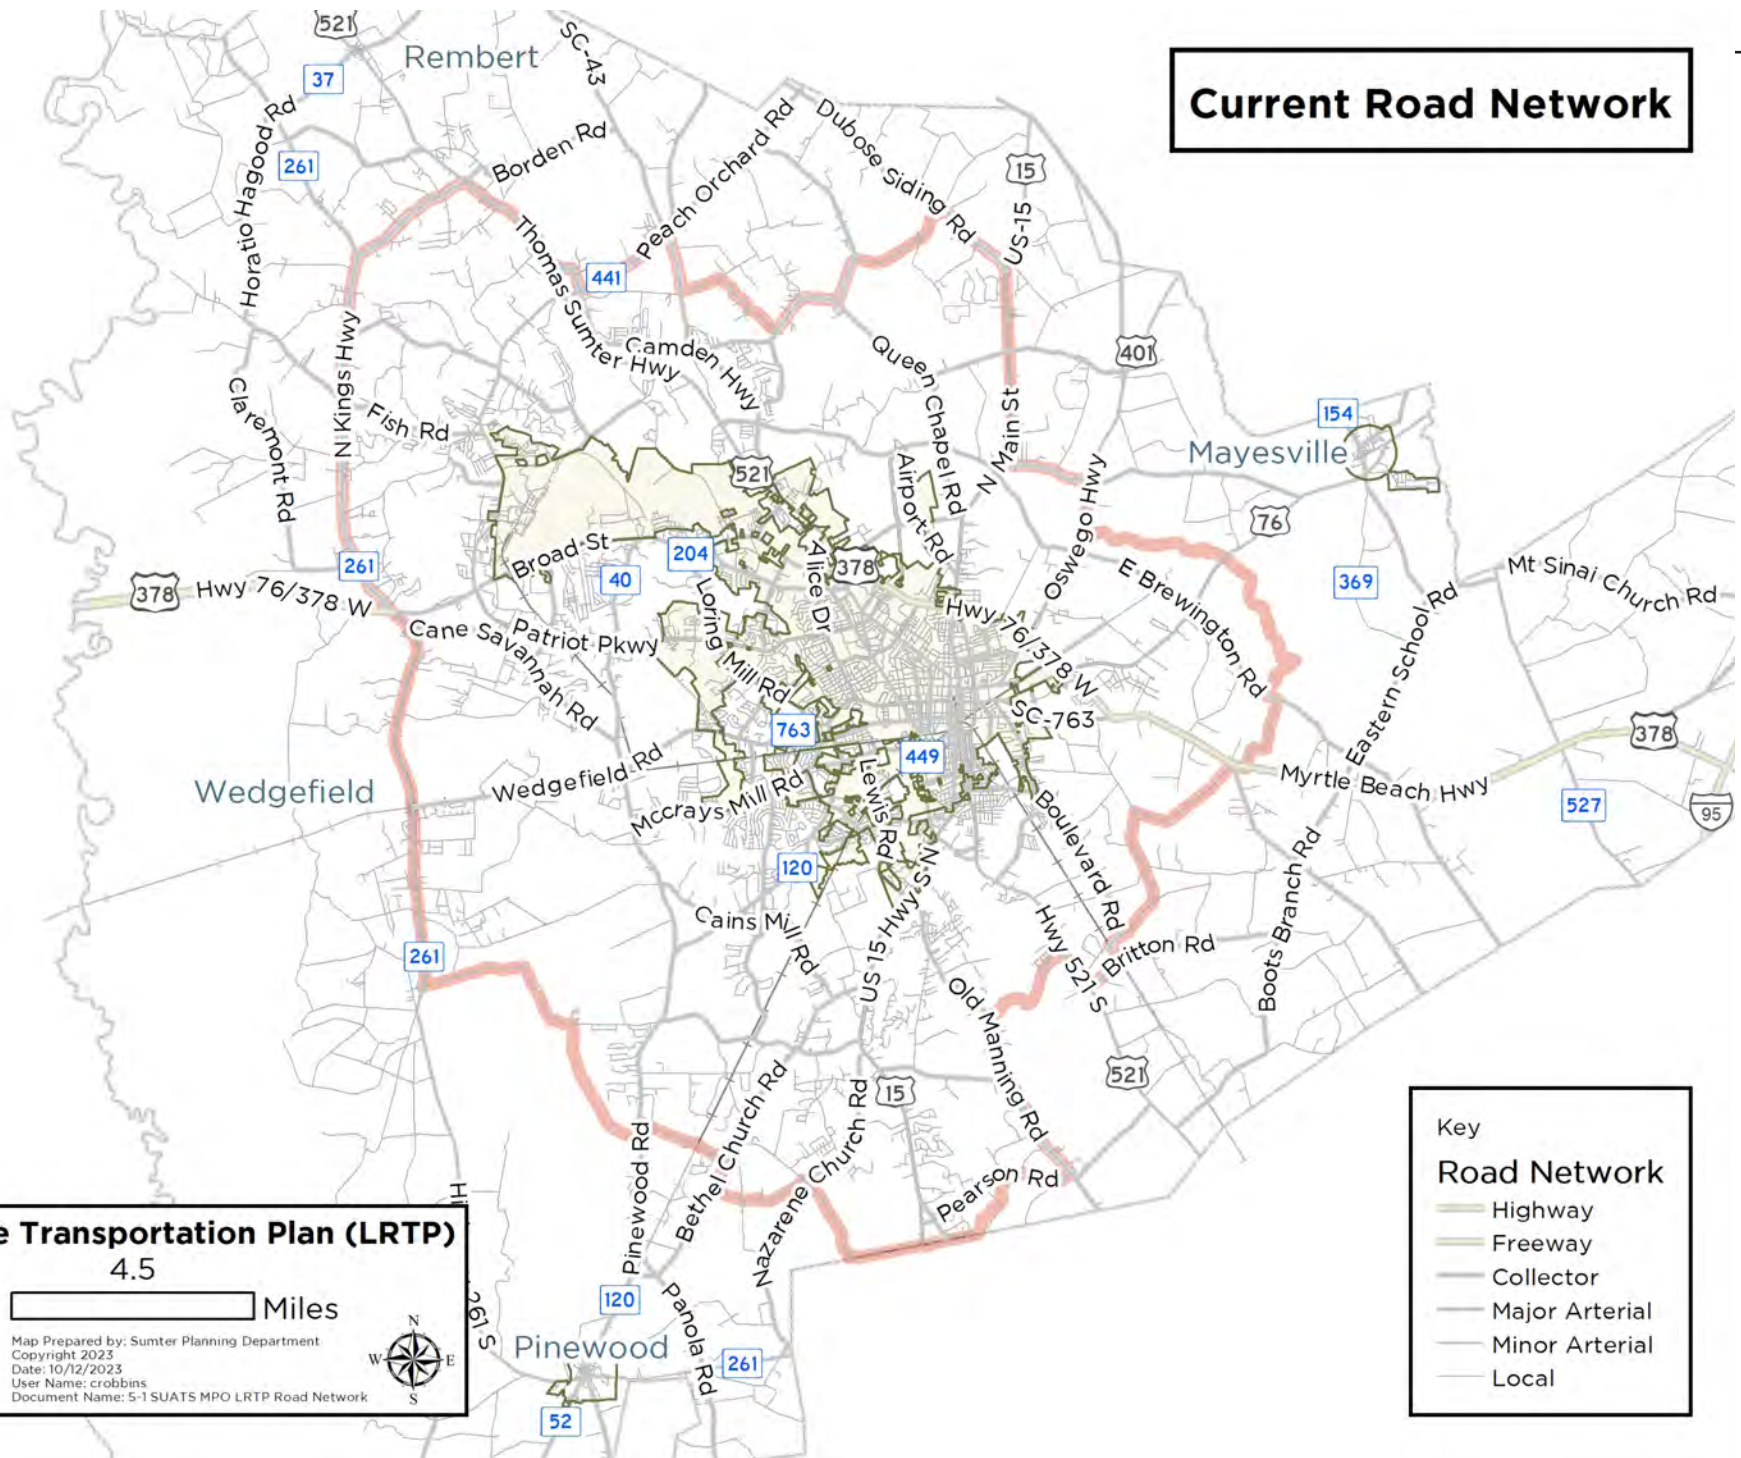 Current Road Network
521
Rembert
SC-43
37
Horatio Hagood Rd
261
Borden Rd
Peach Orchard Rd
Dubose Siding Rd
15
US-15
Thomas Sumter Hwy
441
Camden Hwy
Queen Chapel Rd
401
N Kings Hwy
Claremont Rd
Fish Rd
N Main St
154
Mayesville
521
Airport Rd
Oswego Hwy
76
Broad St
204
Alice Dr
378
261
40
E Brewington Rd
369
Mt Sinai Church Rd
378
Hwy 76/378 W
Loring Mill Rd
Hwy 76/378 W
Eastern School Rd
Cane Savannah Rd
Patriot Pkwy
SC-763
763
449
378
Wedgefield
Wedgefield Rd
Mccrays Mill Rd
Lewis Rd
Myrtle Beach Hwy
527
95
Boulevard Rd
120
Boots Branch Rd
Cains Mill Rd
US 15 Hwy S N
Hwy 521 S
Britton Rd
261
Old Manning Rd
521
15
Pinewood Rd
Bethel Church Rd
Nazarene Church Rd
Pearson Rd
261 S
120
Panola Rd
Pinewood
261
52
e Transportation Plan (LRTP)
4.5
Miles
Map Prepared by: Sumter Planning Department
Copyright 2023
Date: 10/12/2023
User Name: crobbins
Document Name: 5-1 SUATS MPO LRTP Road Network
N
W
E
S
Key
Road Network
Highway
Freeway
Collector
Major Arterial
Minor Arterial
Local